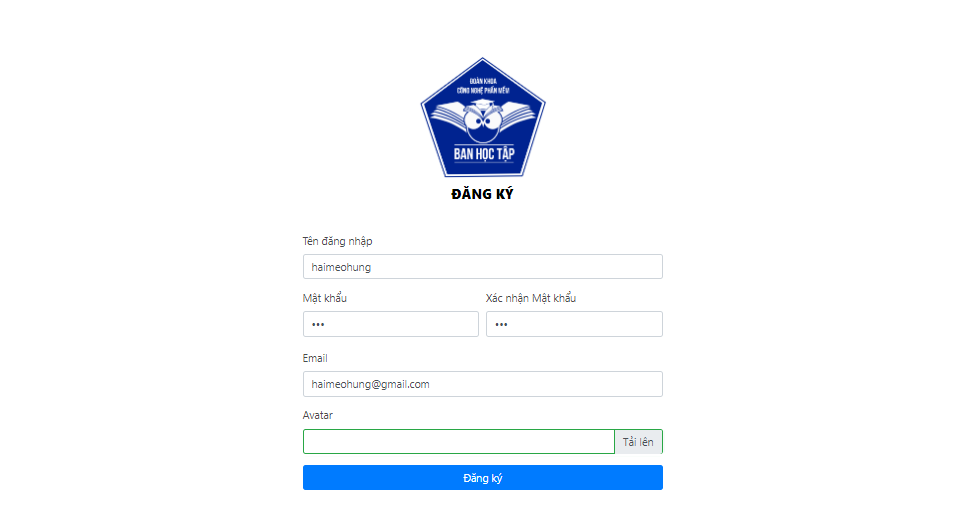 ĐOÀN KHOA
CÔNG NGHỆ PHẦN MỀM
BAN HỌC TẬP
ĐĂNG KÝ
Tên đăng nhập
haimeohung
Mật khẩu
Xác nhận Mật khẩu
•••
•••
Email
haimeohung@gmail.com
Avatar
Tải lên
Đăng ký